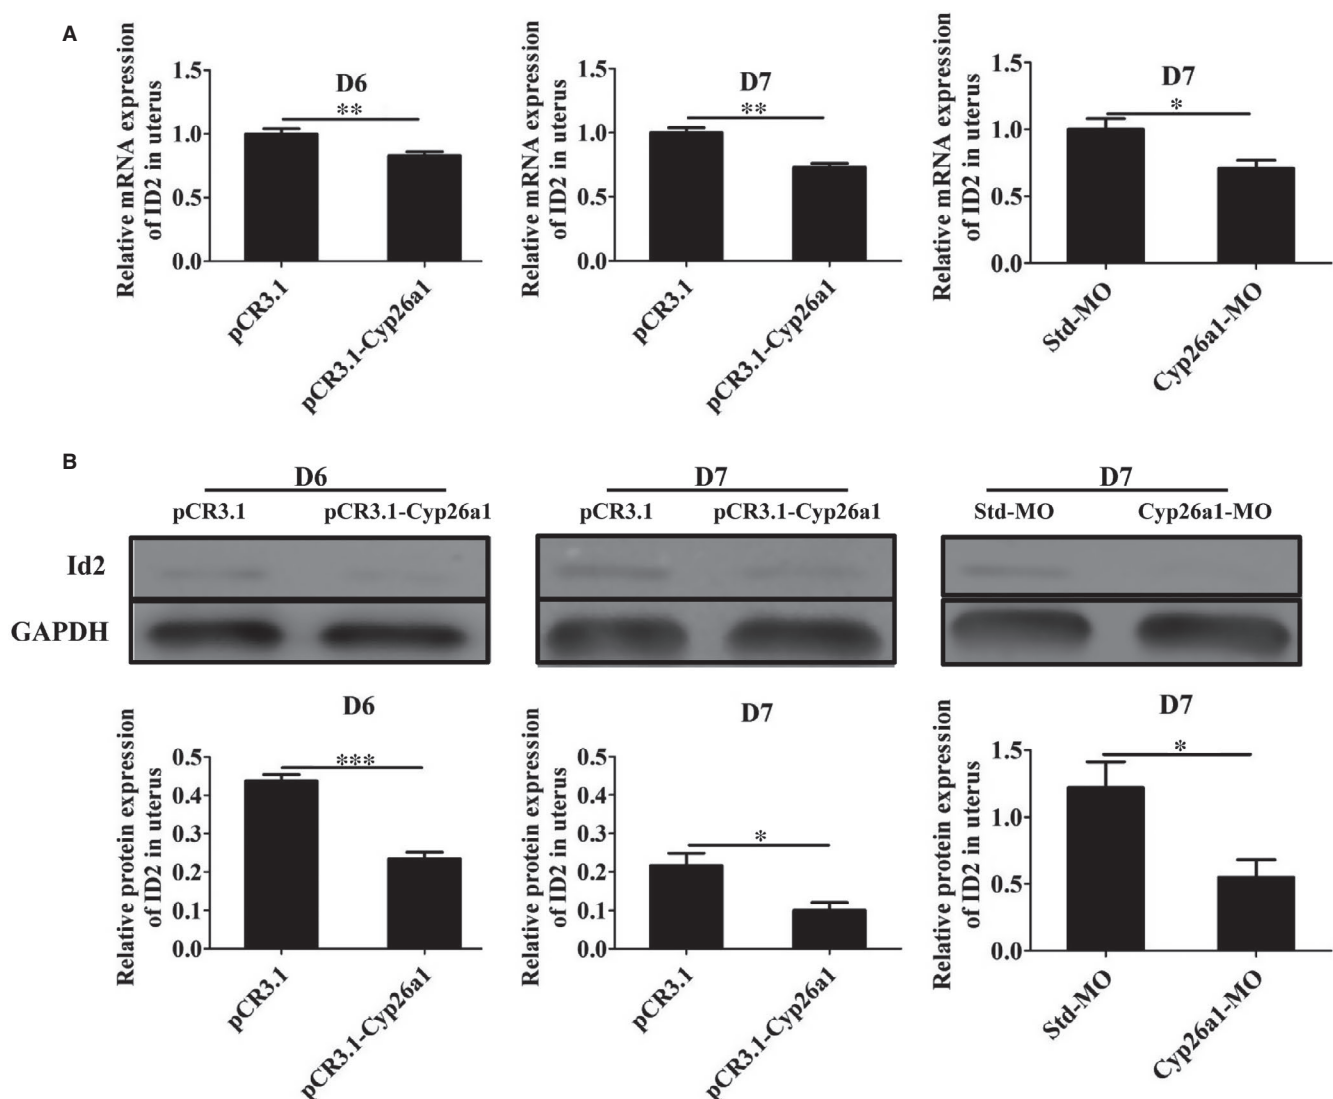 A
Relative mRNA expression
of ID2 in uterus
D6
**
1.5
1.0
0.5
0.0
pCR3.1
pCR3.1-Cyp26a1
Relative mRNA expression
of ID2 in uterus
D7
**
1.5
1.0
0.5
0.0
pCR3.1
pCR3.1-Cyp26a1
Relative mRNA expression
of ID2 in uterus
D7
*
1.5
1.0
0.5
0.0
Std-MO
Cyp26a1-MO
B
D6
pCR3.1 pCR3.1-Cyp26a1
D7
pCR3.1 pCR3.1-Cyp26a1
D7
Std-MO Cyp26a1-MO
Id2
GAPDH
Relative protein expression
of ID2 in uterus
D6
***
0.5
0.4
0.3
0.2
0.1
0.0
pCR3.1
pCR3.1-Cyp26a1
Relative protein expression
of ID2 in uterus
D7
*
0.5
0.4
0.3
0.2
0.1
0.0
pCR3.1
pCR3.1-Cyp26a1
Relative protein expression
of ID2 in uterus
D7
*
1.5
1.0
0.5
0.0
Std-MO
Cyp26a1-MO